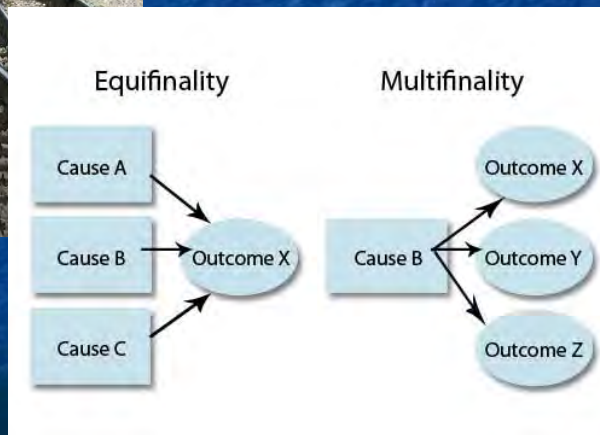 Equifinality
Cause A
Cause B
Cause C
Outcome X
Multifinality
Cause B
Outcome X
Outcome Y
Outcome Z